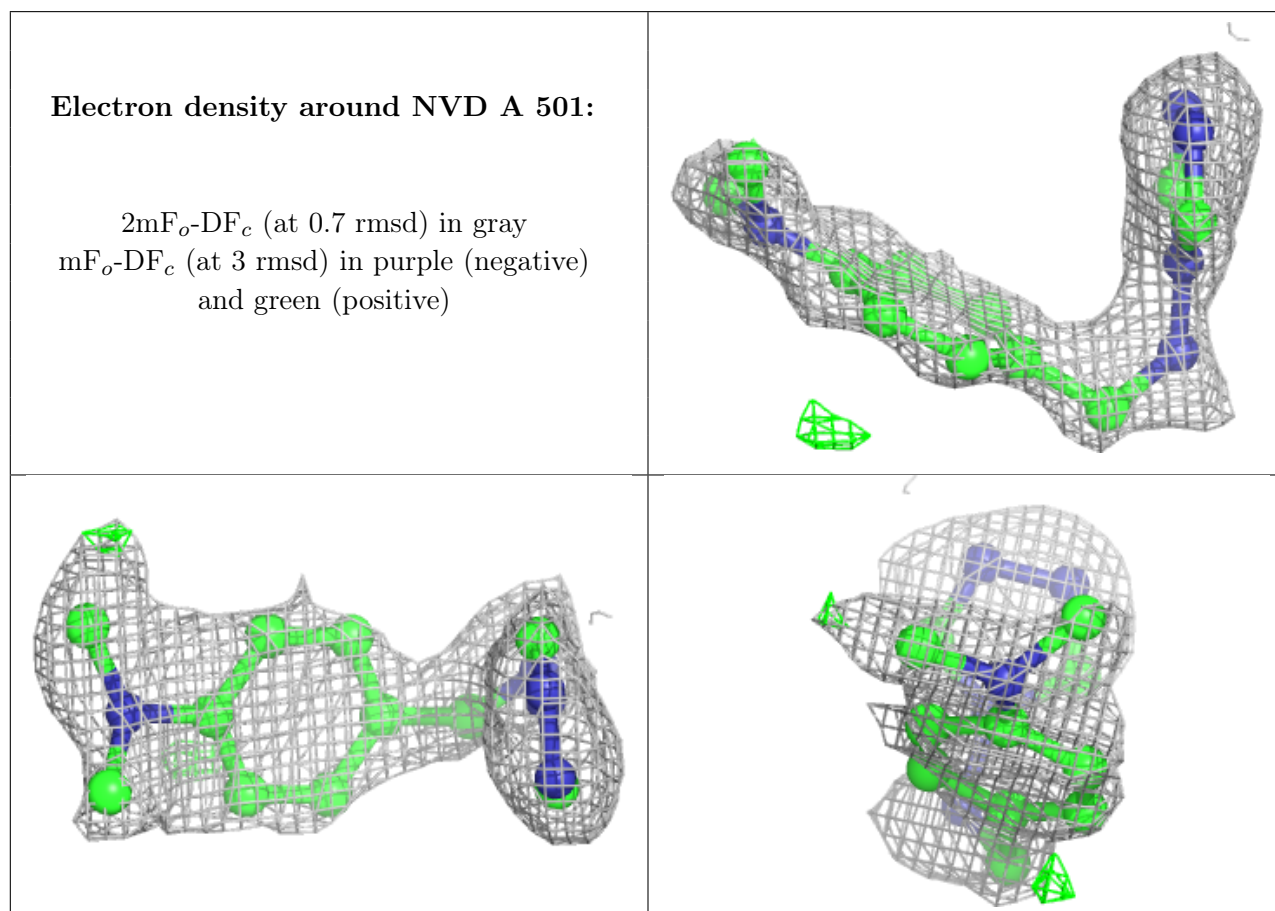 Electron density around NVD A 501:
2mFo-DFc (at 0.7 rmsd) in gray
mFo-DFc (at 3 rmsd) in purple (negative)
and green (positive)